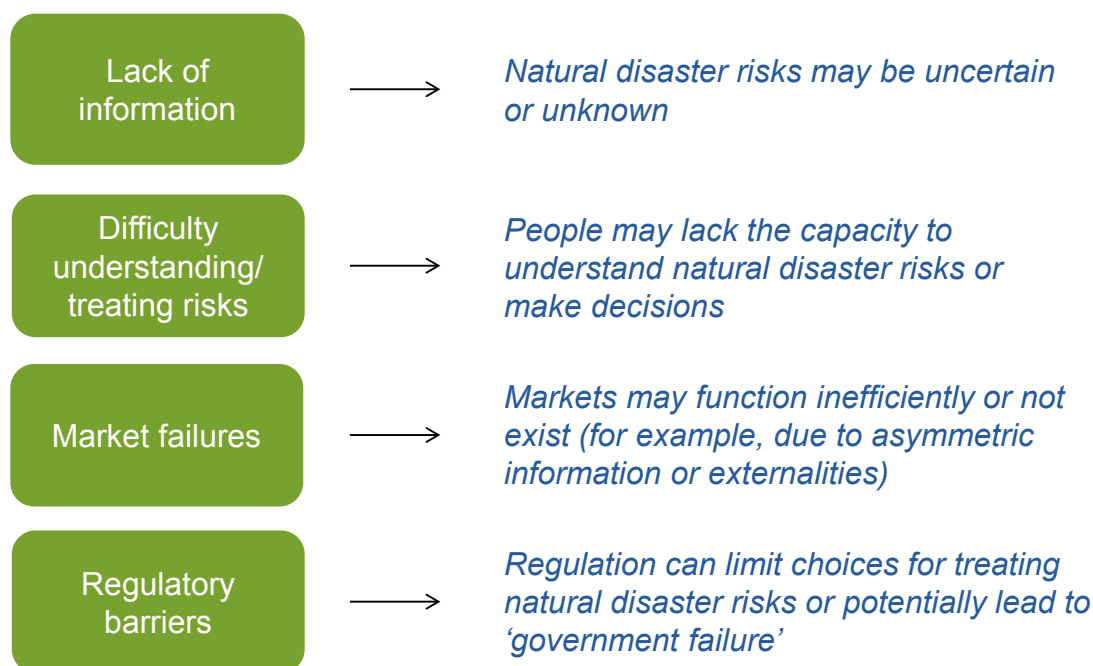 Lack of
information
Natural disaster risks may be uncertain
or unknown
Difficulty
understanding/
treating risks
People may lack the capacity to
understand natural disaster risks or
make decisions
Market failures
Markets may function inefficiently or not
exist (for example, due to asymmetric
information or externalities)
Regulatory
barriers
Regulation can limit choices for treating
natural disaster risks or potentially lead to
‘government failure’